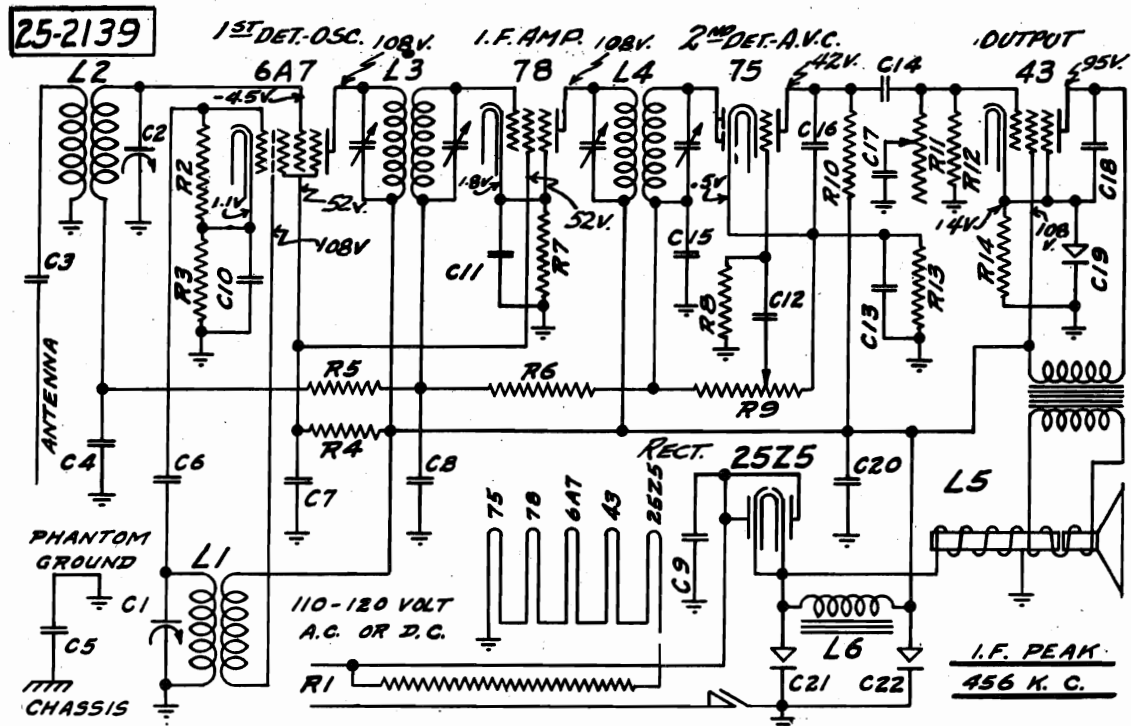 25-2139
1ST DET.-OSC.
108V.
I.F. AMP.
108V.
2ND DET.-A.V.C.
42V.
C14
OUTPUT
95V.
L2
6A7
L3
78
L4
75
43
-45V
C2
C16
C17
R11
R12
C18
R2
1.8V.
.5V
R10
1.1V
52V.
52V.
14V.
108V.
108V
R14
C3
R3
C10
C11
R7
C15
R8
C12
C13
R13
C19
R5
R6
R9
ANTENNA
R4
C4
C6
C7
C8
RECT.
25Z5
C20
L5
75
78
6A7
43
25Z5
C9
PHANTOM
GROUND
L1
C1
110-120 VOLT
A.C. OR D.C.
C5
L6
R1
C21
C22
I.F. PEAK
456 K.C.
CHASSIS